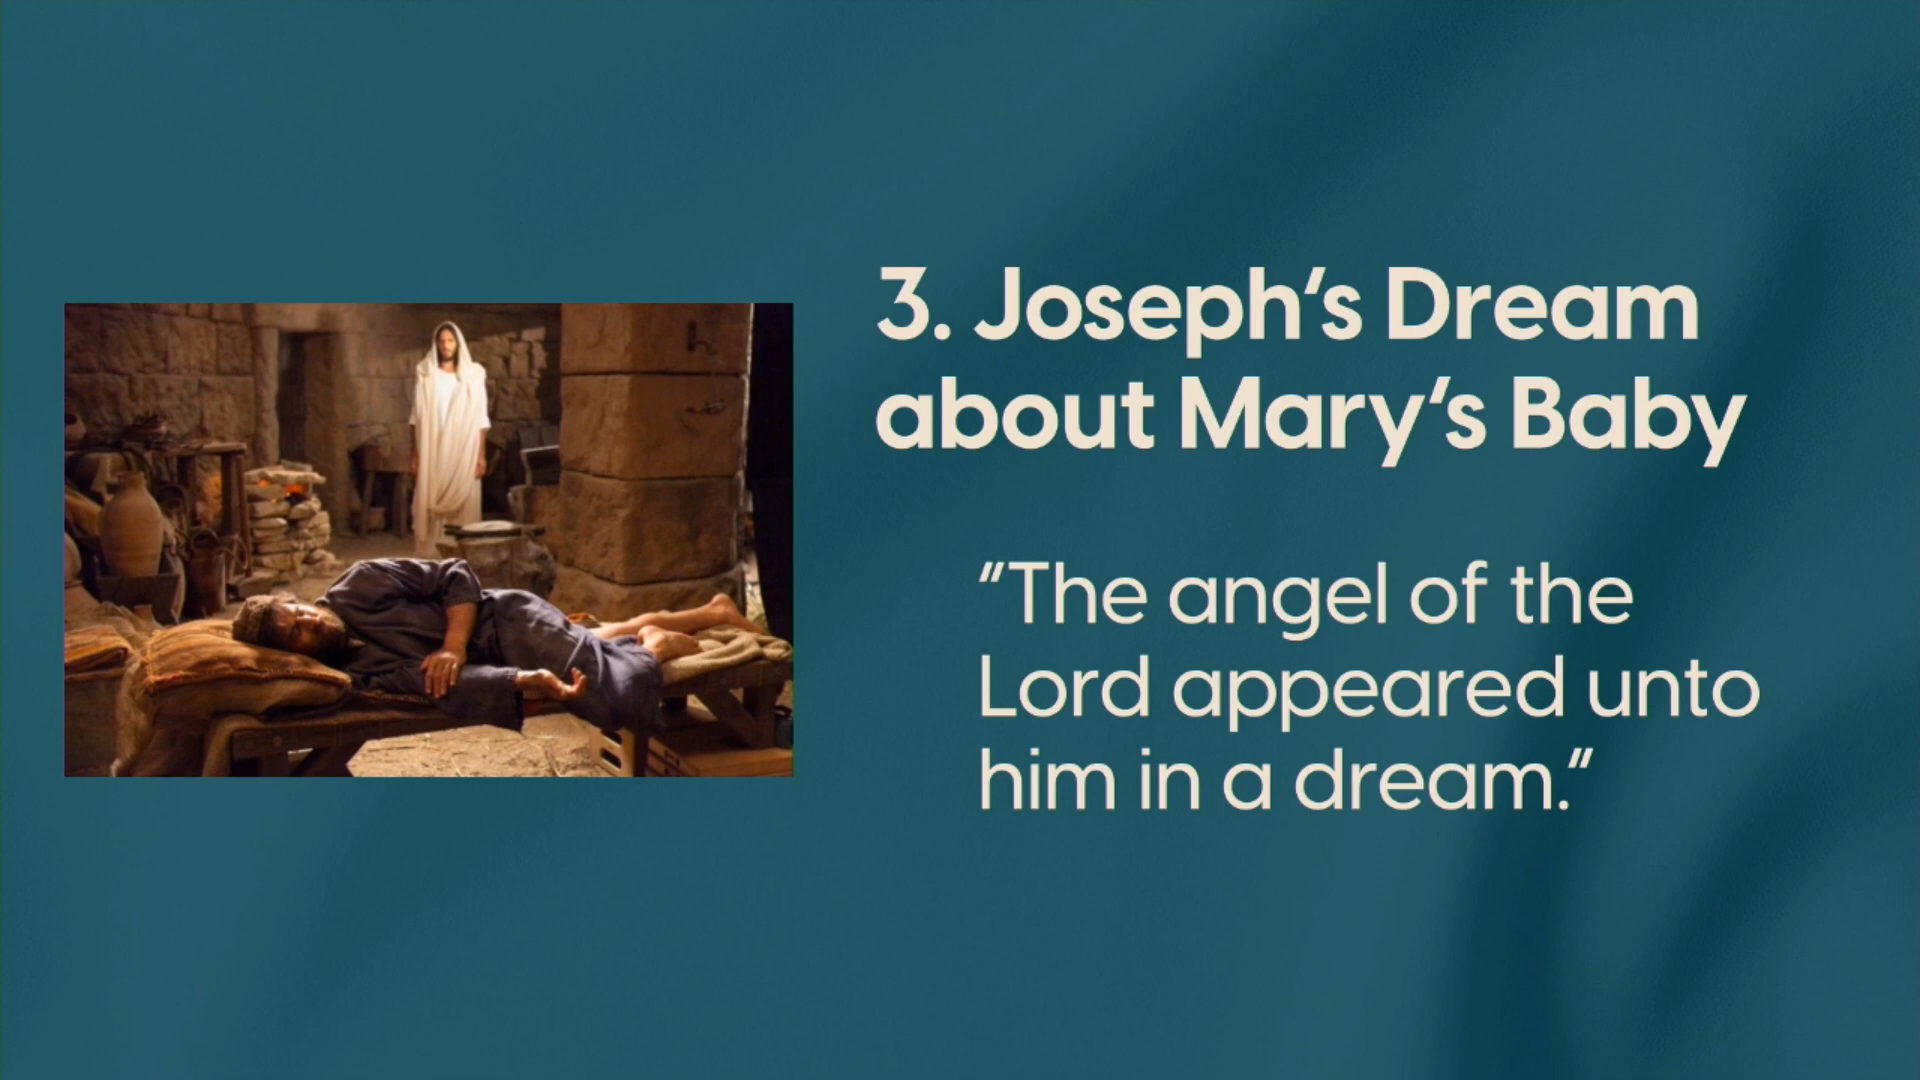 3. Joseph's Dream
about Mary's Baby
"The angel of the
Lord appeared unto
him in a dream."